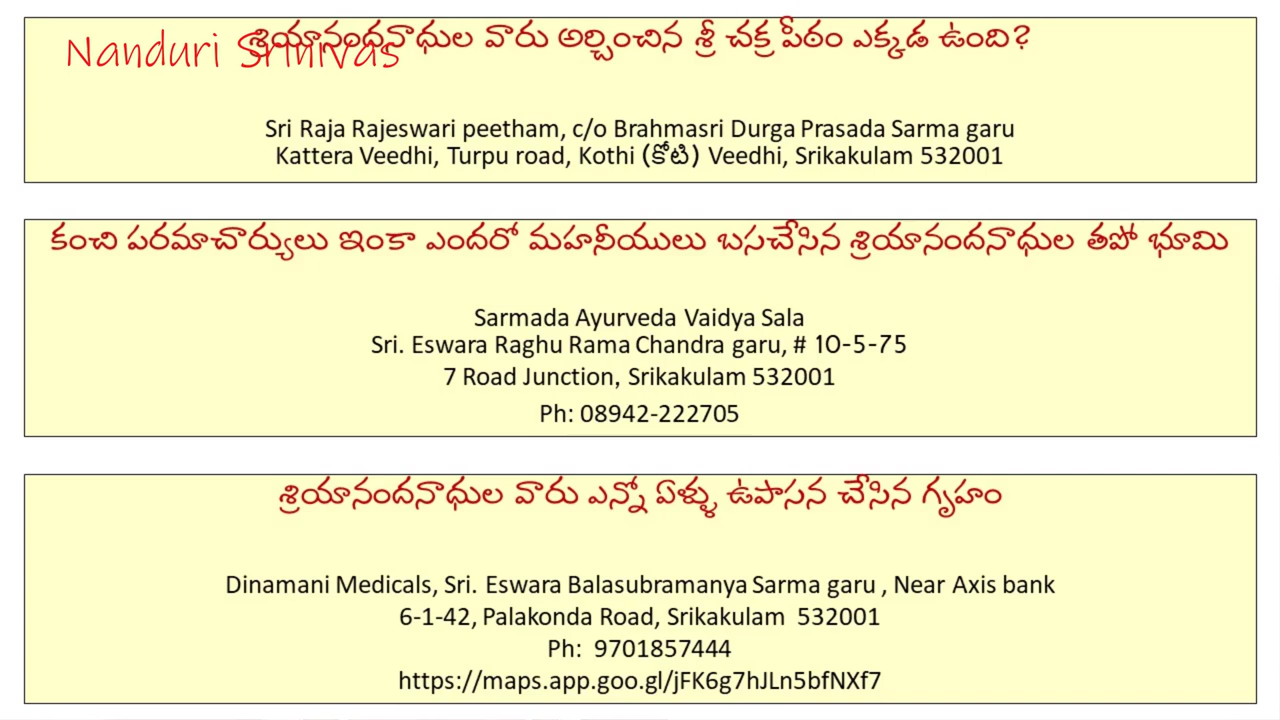 Nanduri Srinivas
శ్రియానందనాధుల వారు అర్చించిన శ్రీ చక్ర పీఠం ఎక్కడ ఉంది?
Sri Raja Rajeswari peetham, c/o Brahmasri Durga Prasada Sarma garu
Kattera Veedhi, Turpu road, Kothi (కోటి) Veedhi, Srikakulam 532001
కంచి పరమాచార్యులు ఇంకా ఎందరో మహనీయులు బసచేసిన శ్రియానందనాధుల తపో భూమి
Sarmada Ayurveda Vaidya Sala
Sri. Eswara Raghu Rama Chandra garu, # 10-5-75
7 Road Junction, Srikakulam 532001
Ph: 08942-222705
శ్రియానందనాధుల వారు ఎన్నో ఏళ్ళు ఉపాసన చేసిన గృహం
Dinamani Medicals, Sri. Eswara Balasubramanya Sarma garu , Near Axis bank
6-1-42, Palakonda Road, Srikakulam 532001
Ph: 9701857444
https://maps.app.goo.gl/jFK6g7hJLn5bfNXf7